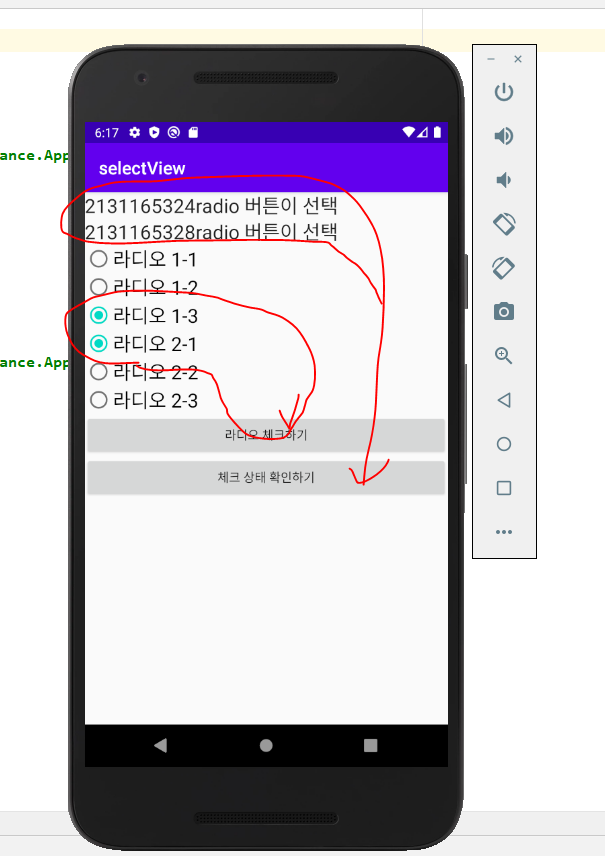 6:17
ance.App
selectView
2131165324radio 버튼이 선택
2131165328radio 버튼이 선택
라디오 1-1
라디오 1-2
라디오 1-3
라디오 2-1
ance.App
라디오 2-2
라디오 2-3
라디오 체크하기
체크 상태 확인하기